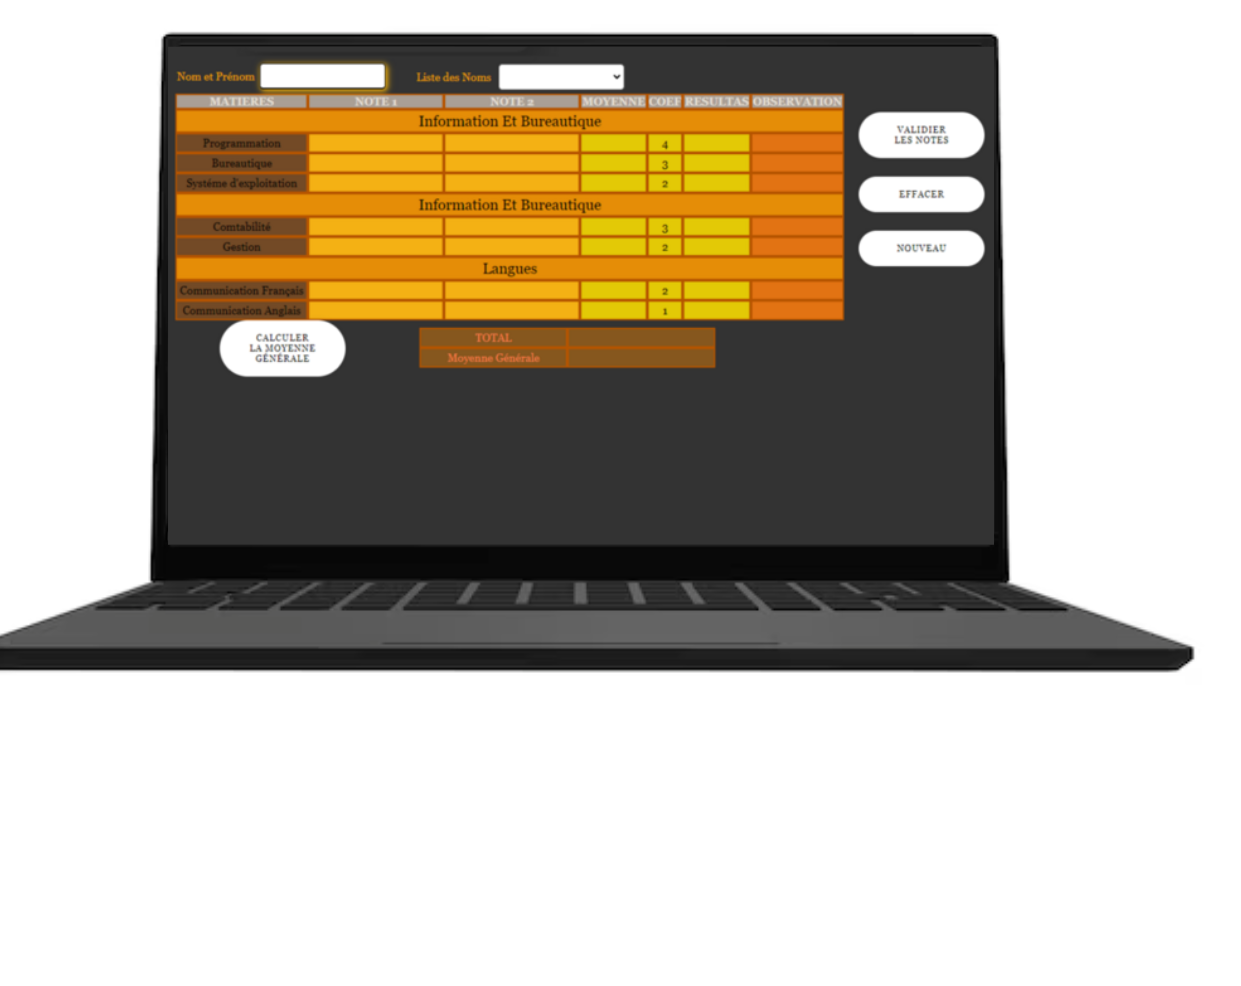 Nom et Prénom Liste des Noms
MATIERES NOTE 1 NOTE 2 MOYENNE COEF RESULTAS OBSERVATION
Information Et Bureautique
Programmation 4
Bureautique 3
Systéme d'exploitation 2
Information Et Bureautique
Comtabilité 3
Gestion 2
Langues
Communication Français 2
Communication Anglais 1
CALCULER
LA MOYENNE
GÉNÉRALE
TOTAL
Moyenne Générale
VALIDIER
LES NOTES
EFFACER
NOUVEAU